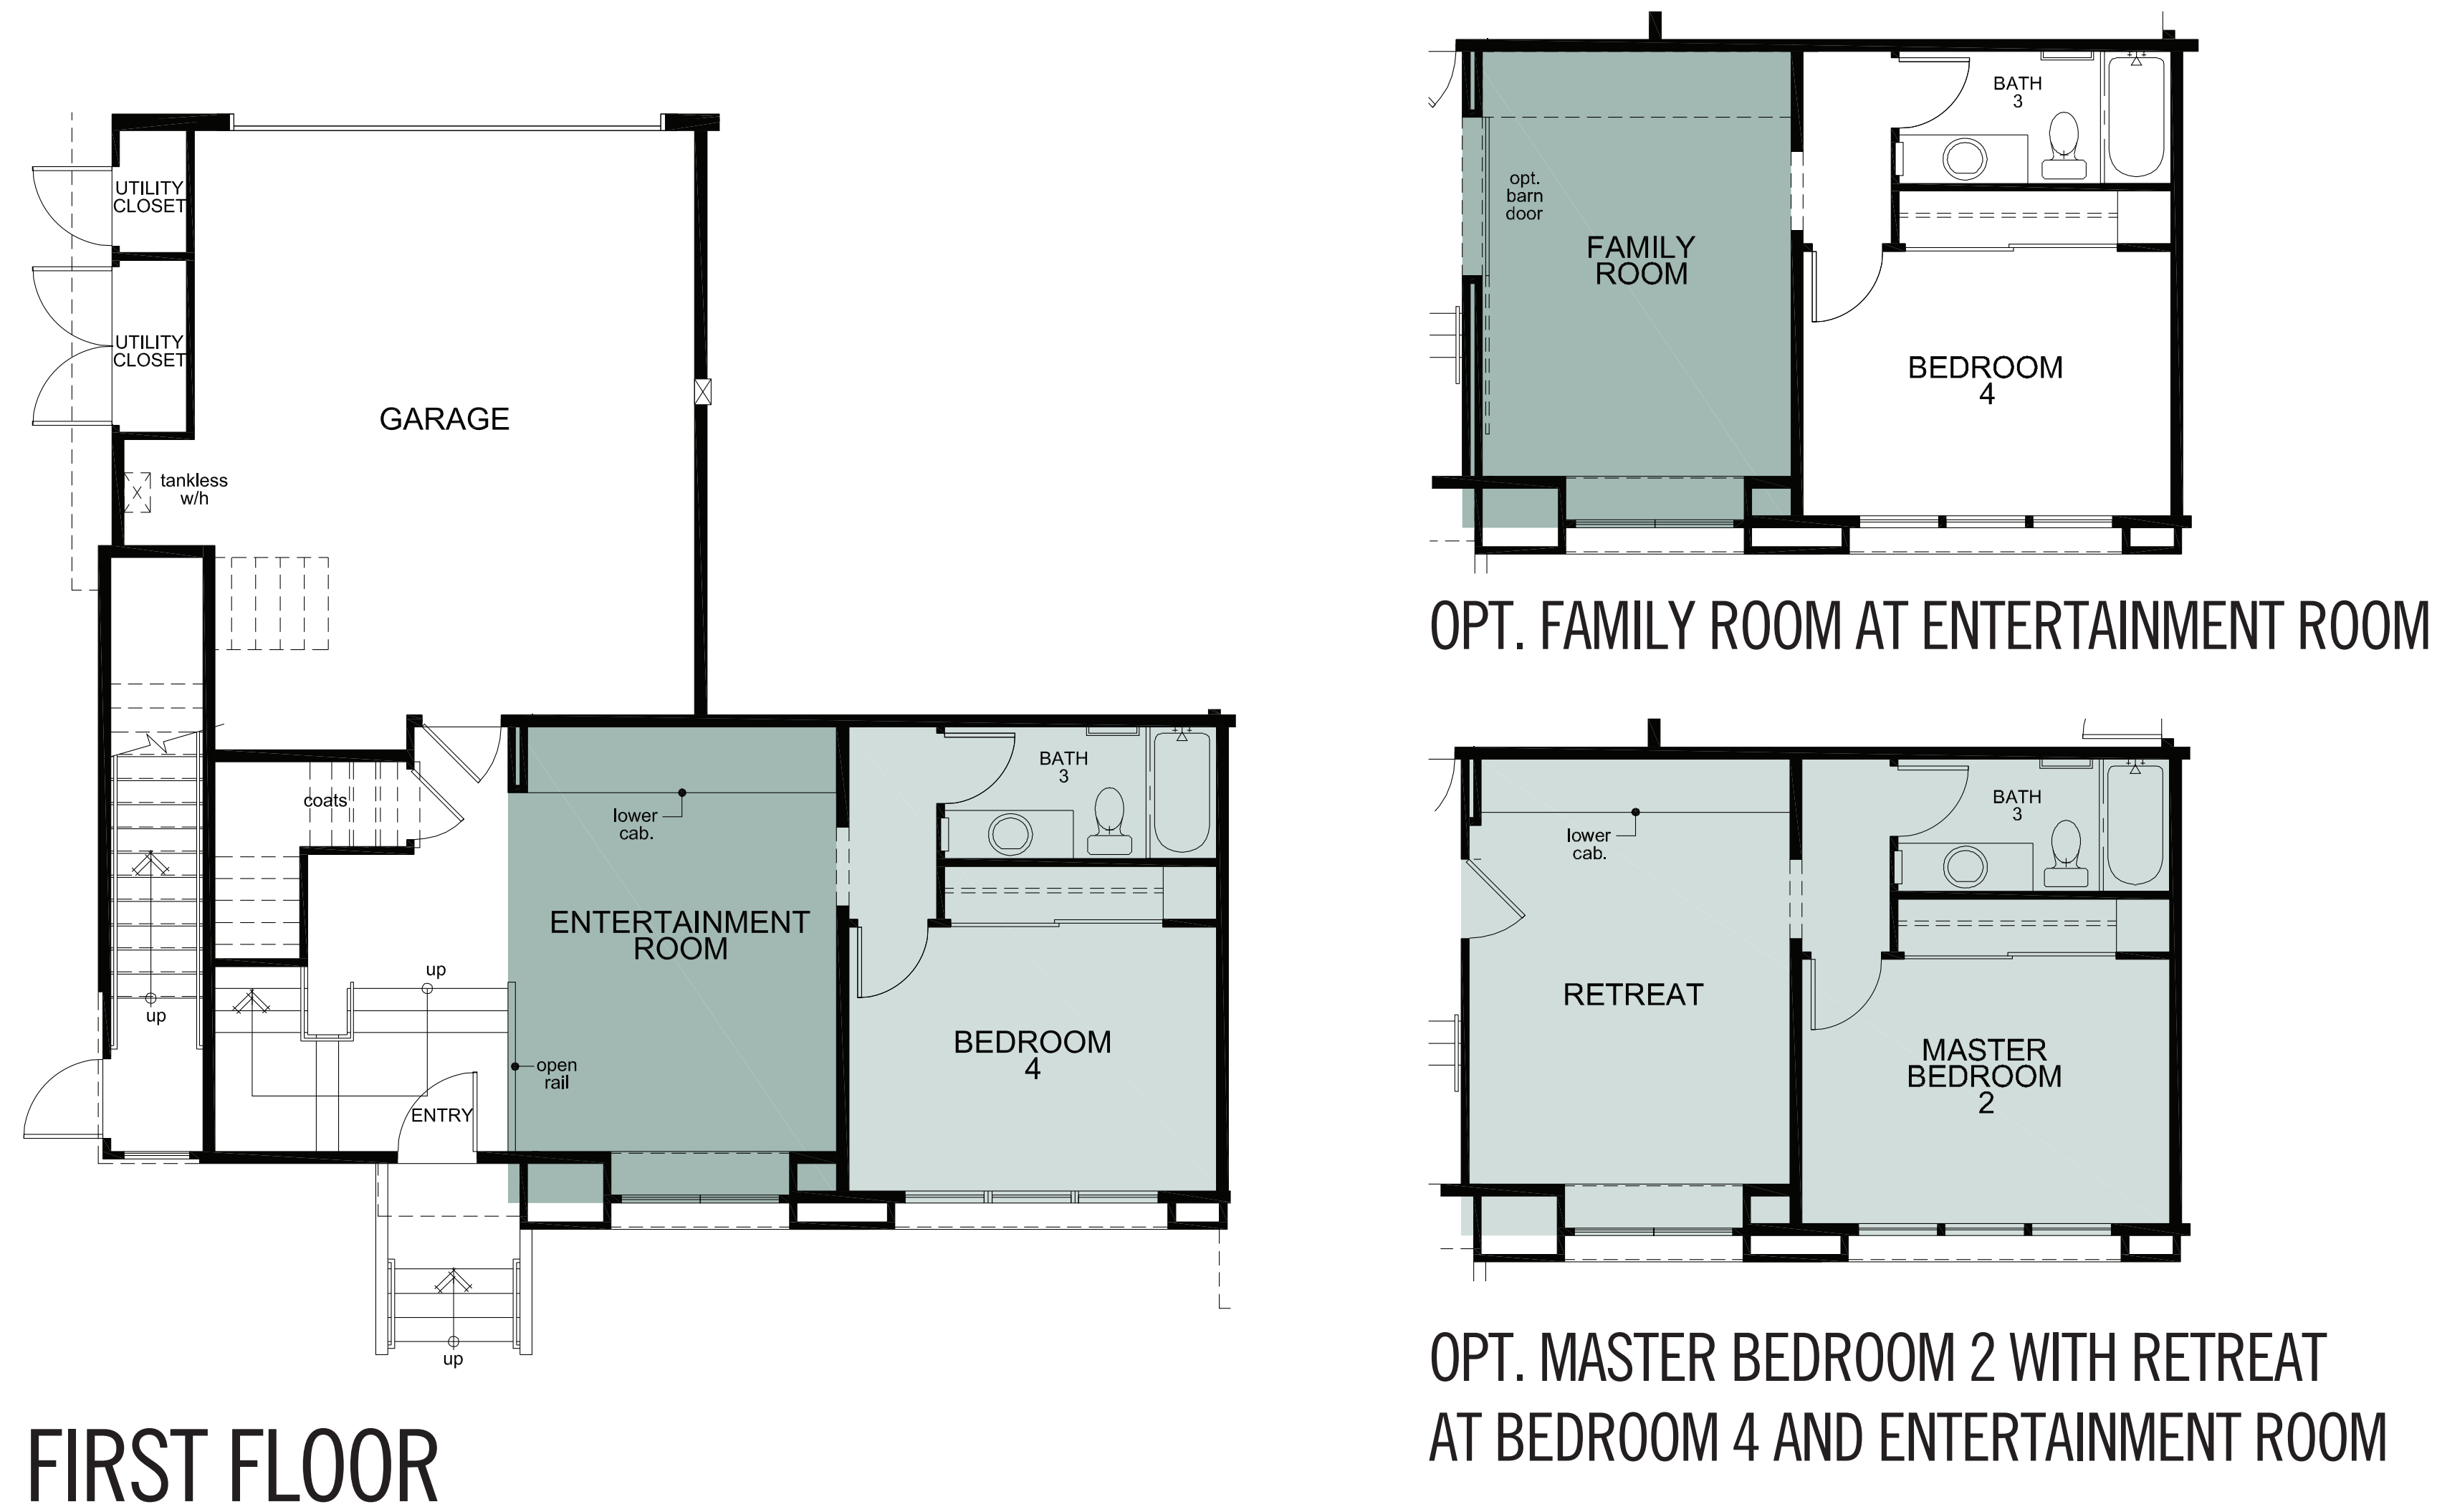 UTILITY
CLOSET
UTILITY
CLOSET
GARAGE
tankless
w/h
coats
lower
cab.
BATH
3
ENTERTAINMENT
ROOM
up
up
open
rail
ENTRY
BEDROOM
4
up
FIRST FLOOR
BATH
3
opt.
barn
door
FAMILY
ROOM
BEDROOM
4
OPT. FAMILY ROOM AT ENTERTAINMENT ROOM
BATH
3
lower
cab.
RETREAT
MASTER
BEDROOM
2
OPT. MASTER BEDROOM 2 WITH RETREAT
AT BEDROOM 4 AND ENTERTAINMENT ROOM